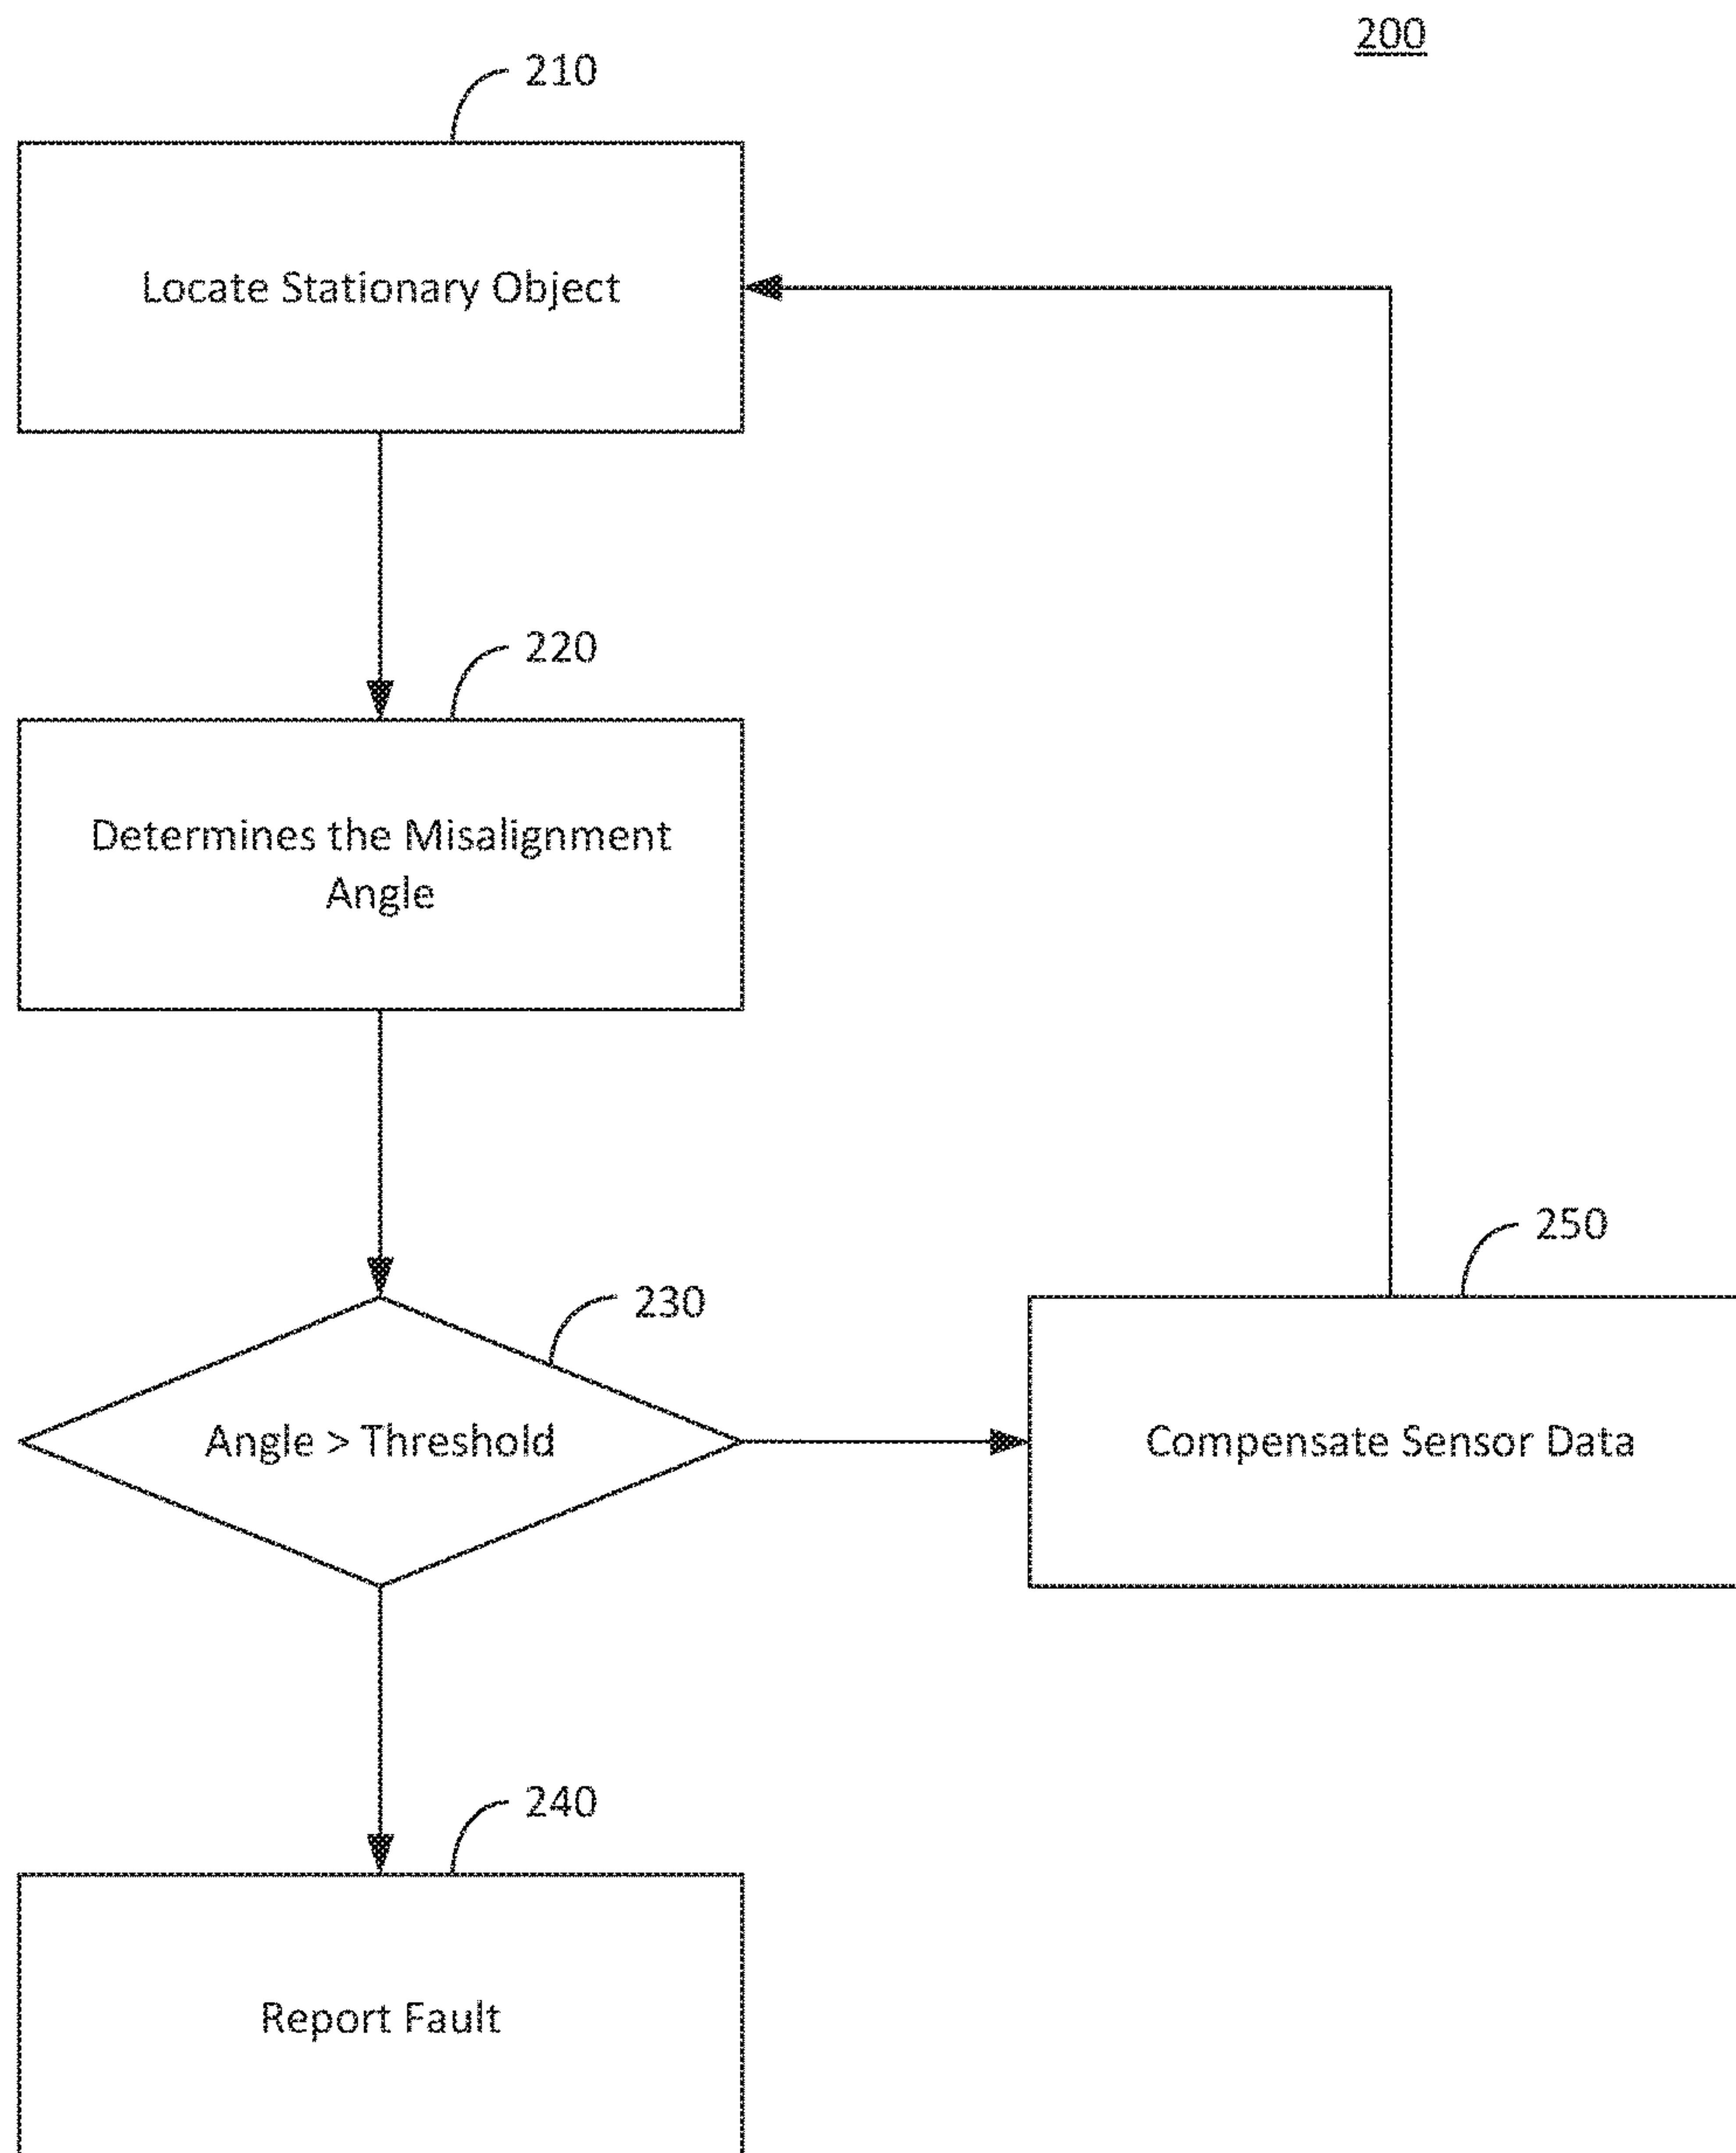 200
210
Locate Stationary Object
220
Determines the Misalignment
Angle
230
Angle > Threshold
250
Compensate Sensor Data
240
Report Fault